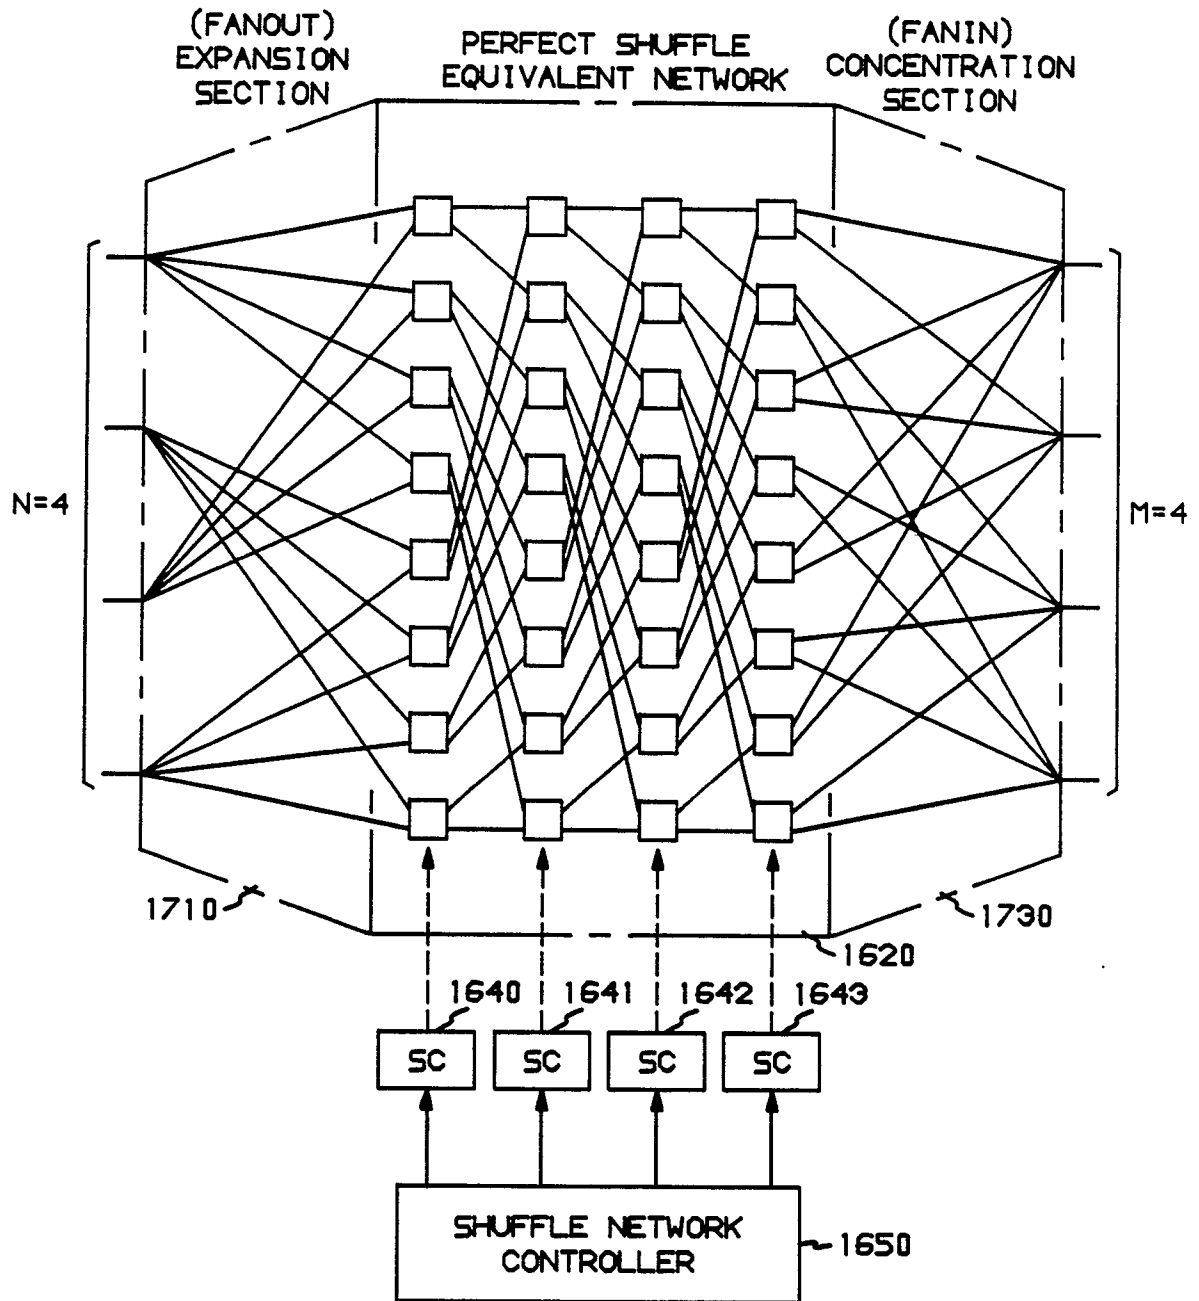 (FANOUT)
EXPANSION
SECTION
PERFECT SHUFFLE
EQUIVALENT NETWORK
(FANIN)
CONCENTRATION
SECTION
N=4
M=4
1710
1730
1620
1640
1641
1642
1643
SC
SC
SC
SC
SHUFFLE NETWORK
CONTROLLER
1650